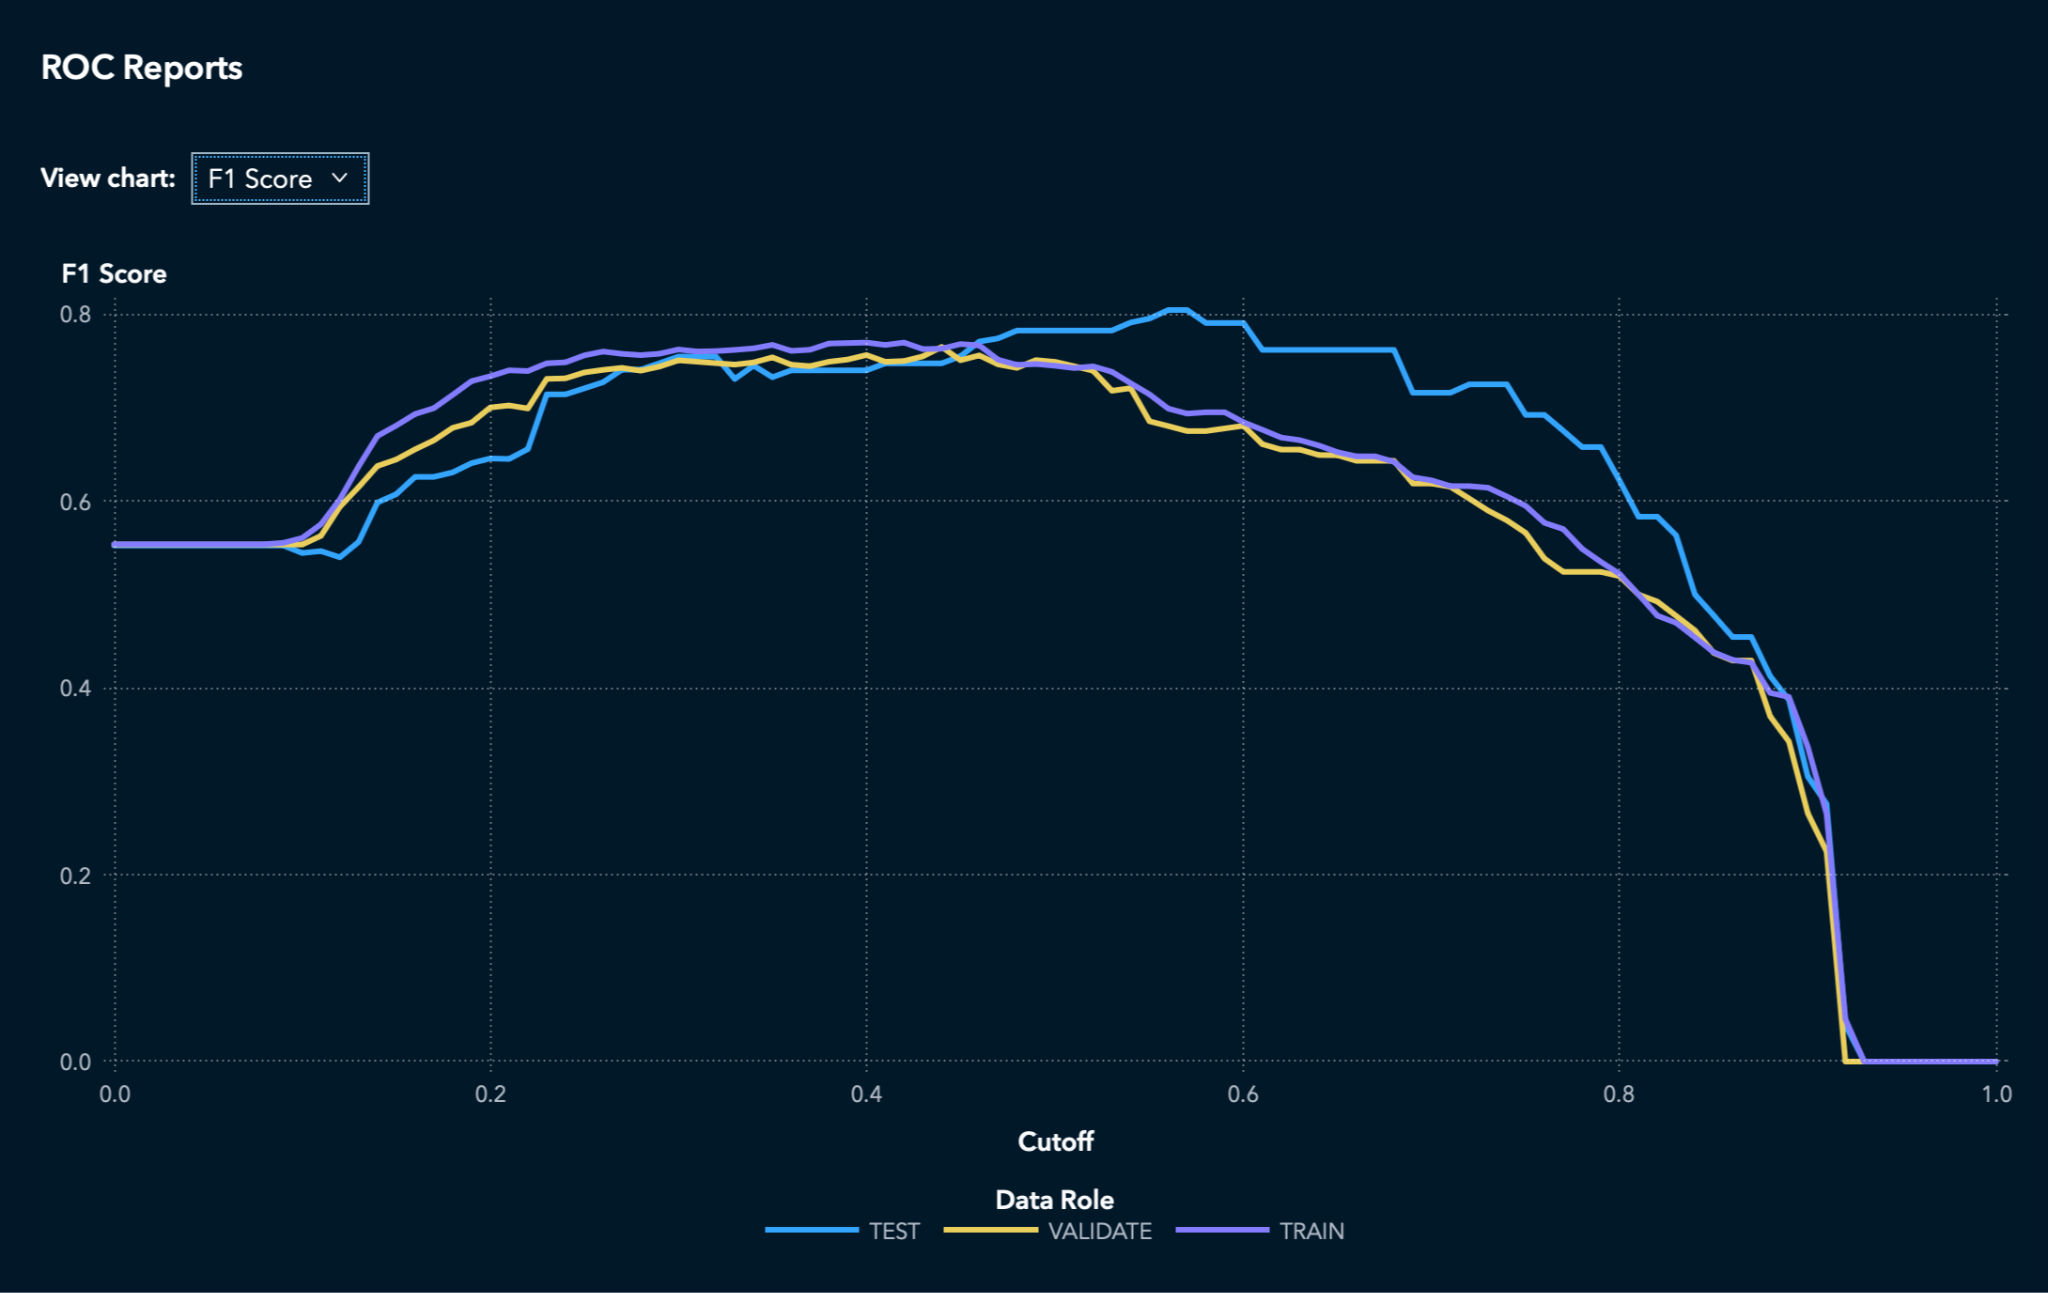 ROC Reports
View chart: F1 Score
F1 Score
0.8
0.6
0.4
0.2
0.0
0.0 0.2 0.4 0.6 0.8 1.0
Cutoff
Data Role
TEST VALIDATE TRAIN